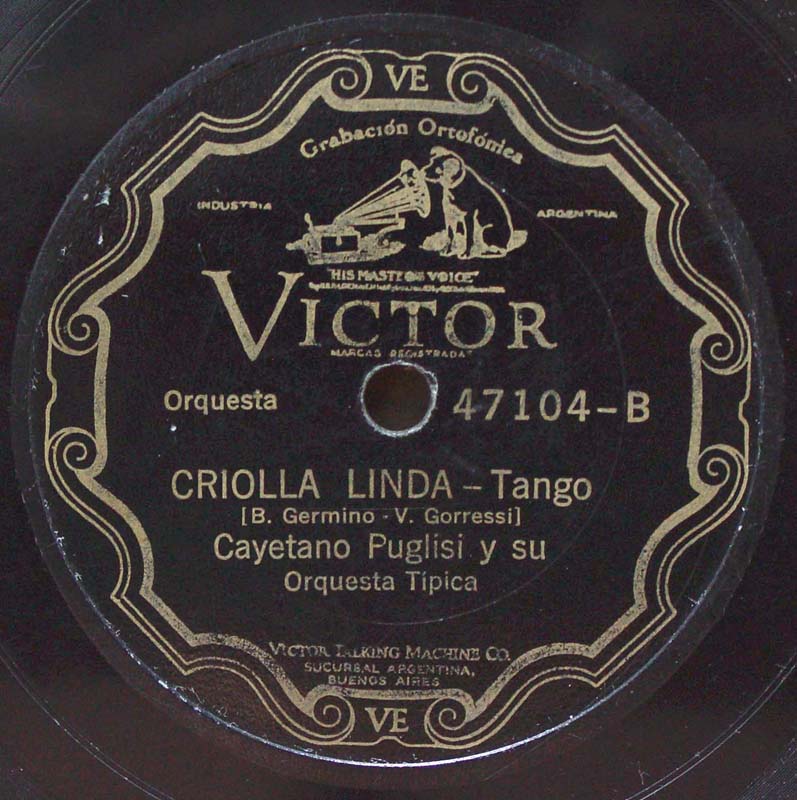 VE
Grabación Ortofónica
INDUSTRIA
ARGENTINA
"HIS MASTER'S VOICE"
VICTOR
MARCAS REGISTRADAS
Orquesta
47104-B
CRIOLLA LINDA – Tango
[B. Germino - V. Gorressi]
Cayetano Puglisi y su
Orquesta Típica
VICTOR TALKING MACHINE CO.
SUCURSAL ARGENTINA,
BUENOS AIRES
VE